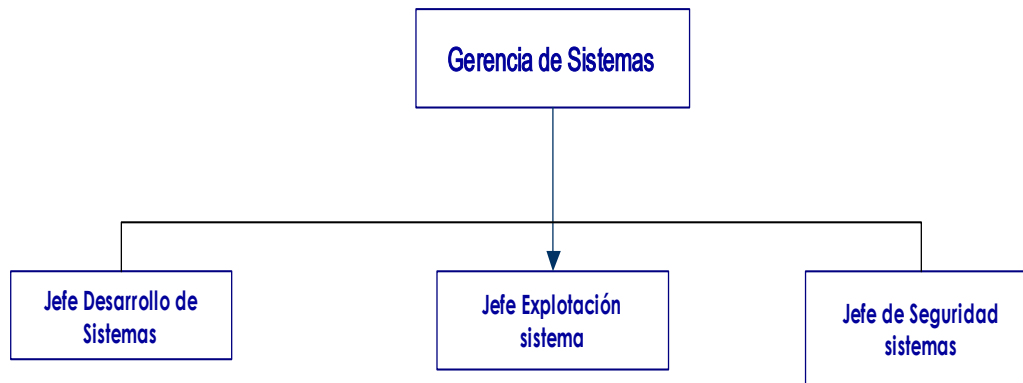 Gerencia de Sistemas
Jefe Desarrollo de
Sistemas
Jefe Explotación
sistema
Jefe de Seguridad
sistemas